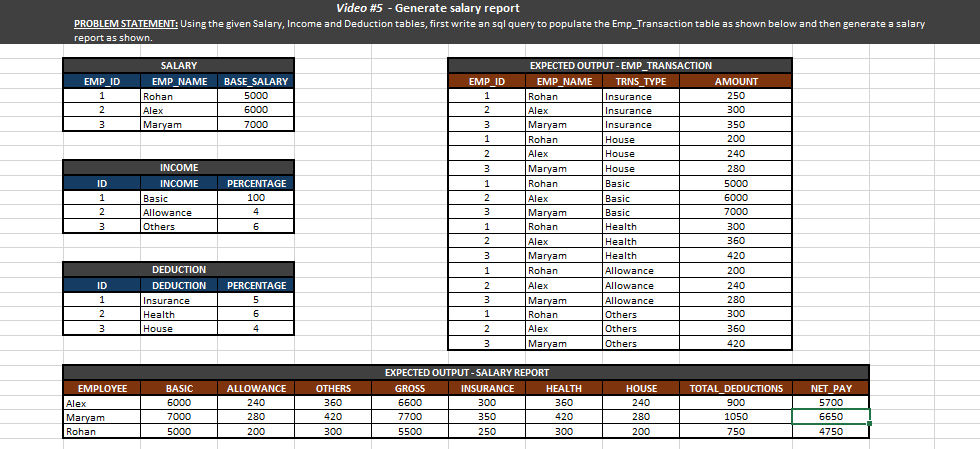 Video #5 - Generate salary report
PROBLEM STATEMENT: Using the given Salary, Income and Deduction tables, first write an sql query to populate the Emp_Transaction table as shown below and then generate a salary
report as shown.
SALARY
EMP_ID EMP_NAME BASE_SALARY
1 Rohan 5000
2 Alex 6000
3 Maryam 7000
INCOME
ID INCOME PERCENTAGE
1 Basic 100
2 Allowance 4
3 Others 6
DEDUCTION
ID DEDUCTION PERCENTAGE
1 Insurance 5
2 Health 6
3 House 4
EXPECTED OUTPUT - EMP_TRANSACTION
EMP_ID EMP_NAME TRNS_TYPE AMOUNT
1 Rohan Insurance 250
2 Alex Insurance 300
3 Maryam Insurance 350
1 Rohan House 200
2 Alex House 240
3 Maryam House 280
1 Rohan Basic 5000
2 Alex Basic 6000
3 Maryam Basic 7000
1 Rohan Health 300
2 Alex Health 360
3 Maryam Health 420
1 Rohan Allowance 200
2 Alex Allowance 240
3 Maryam Allowance 280
1 Rohan Others 300
2 Alex Others 360
3 Maryam Others 420
EXPECTED OUTPUT - SALARY REPORT
EMPLOYEE BASIC ALLOWANCE OTHERS GROSS INSURANCE HEALTH HOUSE TOTAL_DEDUCTIONS NET_PAY
Alex 6000 240 360 6600 300 360 240 900 5700
Maryam 7000 280 420 7700 350 420 280 1050 6650
Rohan 5000 200 300 5500 250 300 200 750 4750